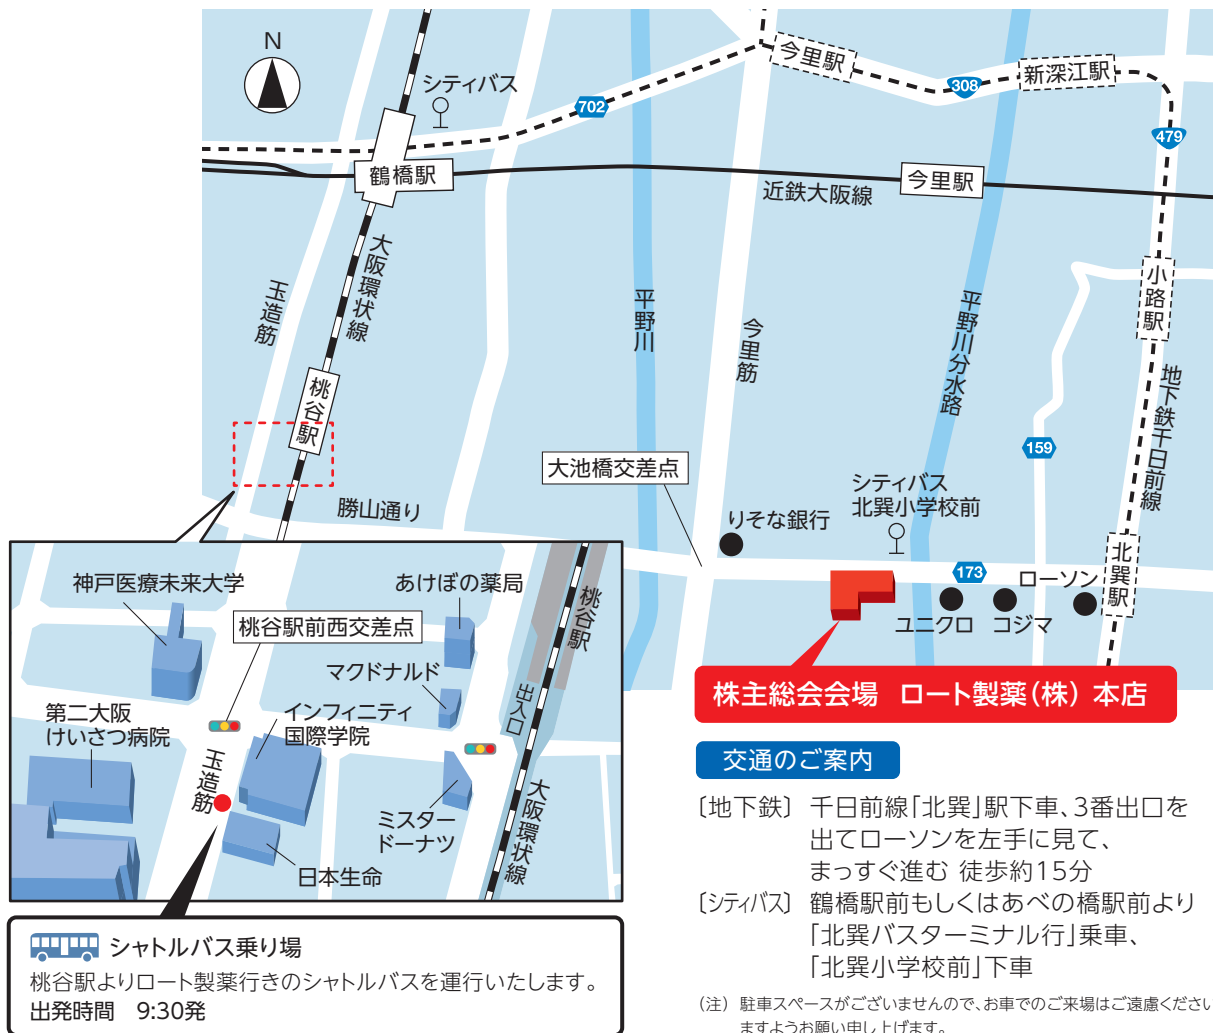 N
シティバス
702
今里駅
308
新深江駅
479
鶴橋駅
近鉄大阪線
今里駅
大阪環状線
玉造筋
平野川
今里筋
平野川分水路
小路駅
地下鉄千日前線
桃谷駅
159
大池橋交差点
シティバス
北巽小学校前
りそな銀行
勝山通り
173
ローソン
北巽駅
ユニクロ
コジマ
神戸医療未来大学
あけぼの薬局
桃谷駅
桃谷駅前西交差点
マクドナルド
出入口
第二大阪
けいさつ病院
インフィニティ
国際学院
玉造筋
ミスター
ドーナツ
大阪環状線
日本生命
株主総会会場 ロート製薬(株) 本店
交通のご案内
〔地下鉄〕 千日前線「北巽」駅下車、3番出口を
出てローソンを左手に見て、
まっすぐ進む 徒歩約15分
〔シティバス〕 鶴橋駅前もしくはあべの橋駅前より
「北巽バスターミナル行」乗車、
「北巽小学校前」下車
シャトルバス乗り場
桃谷駅よりロート製薬行きのシャトルバスを運行いたします。
出発時間 9:30発
(注) 駐車スペースがございませんので、お車でのご来場はご遠慮ください
ますようお願い申し上げます。